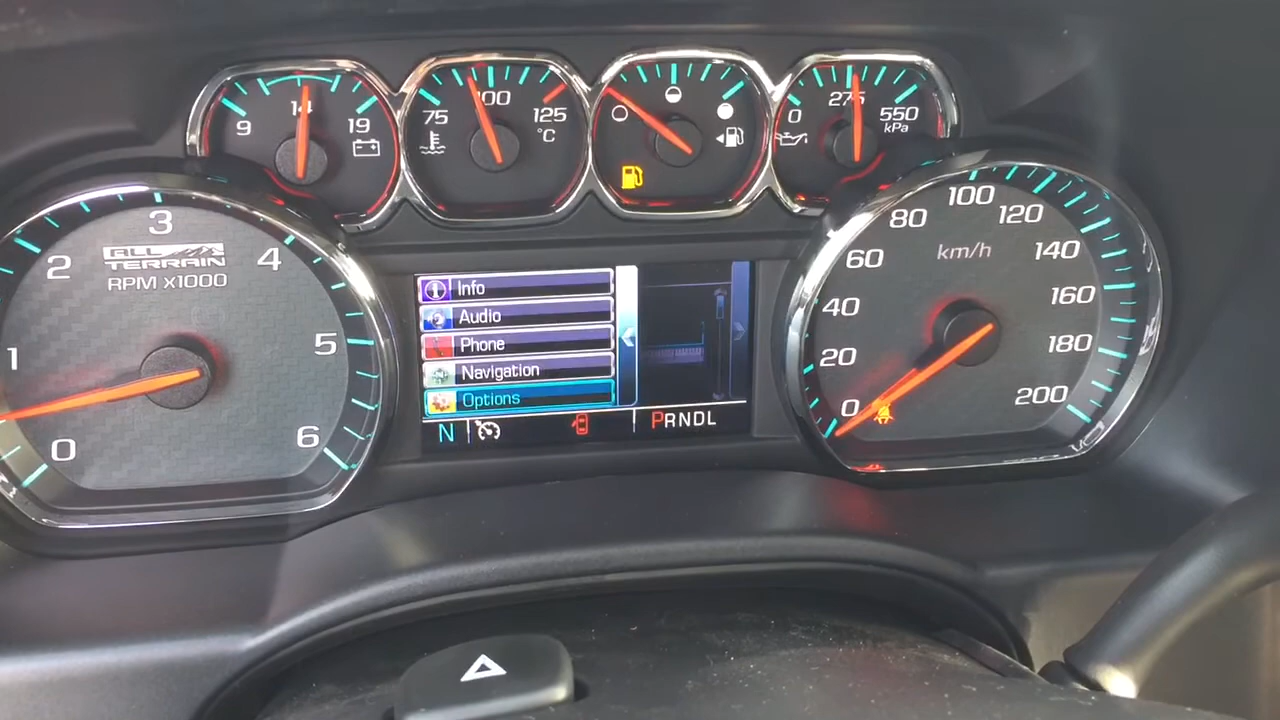 9 14 19
75 100 125
°C
0 275 550
kPa
0 1 2 3 4 5 6
ALL
TERRAIN
RPM X1000
Info
Audio
Phone
Navigation
Options
N PRNDL
0 20 40 60 80 100 120 140 160 180 200
km/h